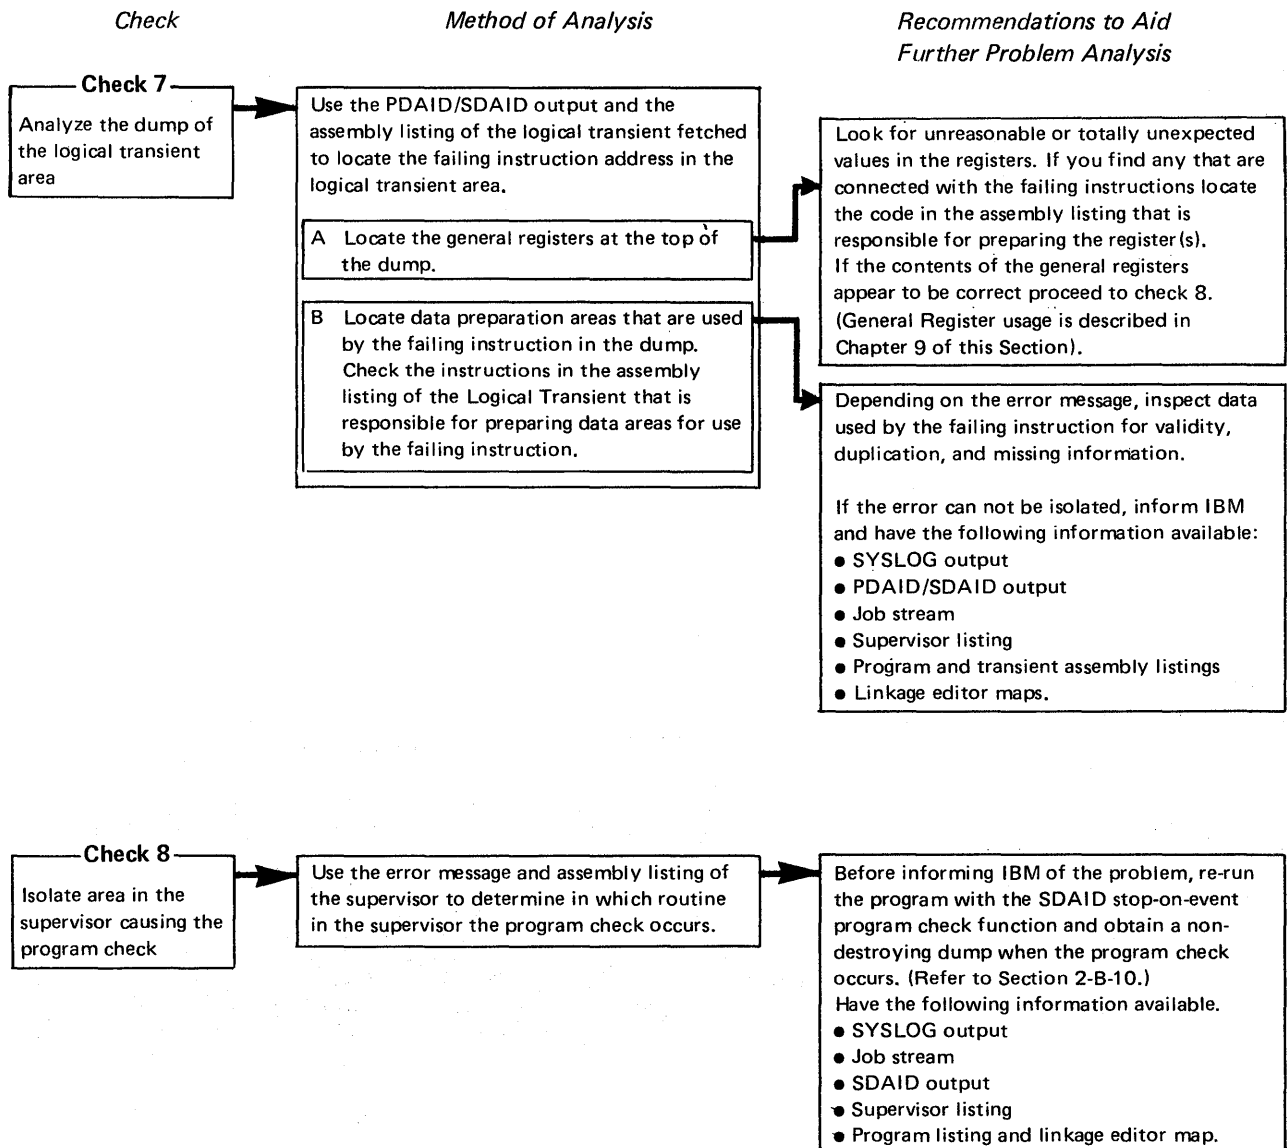 Check
Method of Analysis
Recommendations to Aid
Further Problem Analysis
Check 7
Analyze the dump of
the logical transient
area
Use the PDAID/SDAID output and the
assembly listing of the logical transient fetched
to locate the failing instruction address in the
logical transient area.
A Locate the general registers at the top of
the dump.
B Locate data preparation areas that are used
by the failing instruction in the dump.
Check the instructions in the assembly
listing of the Logical Transient that is
responsible for preparing data areas for use
by the failing instruction.
Look for unreasonable or totally unexpected
values in the registers. If you find any that are
connected with the failing instructions locate
the code in the assembly listing that is
responsible for preparing the register(s).
If the contents of the general registers
appear to be correct proceed to check 8.
(General Register usage is described in
Chapter 9 of this Section).
Depending on the error message, inspect data
used by the failing instruction for validity,
duplication, and missing information.
If the error can not be isolated, inform IBM
and have the following information available:
● SYSLOG output
● PDAID/SDAID output
● Job stream
● Supervisor listing
● Program and transient assembly listings
● Linkage editor maps.
Check 8
Isolate area in the
supervisor causing the
program check
Use the error message and assembly listing of
the supervisor to determine in which routine
in the supervisor the program check occurs.
Before informing IBM of the problem, re-run
the program with the SDAID stop-on-event
program check function and obtain a non-
destroying dump when the program check
occurs. (Refer to Section 2-B-10.)
Have the following information available.
● SYSLOG output
● Job stream
● SDAID output
● Supervisor listing
● Program listing and linkage editor map.